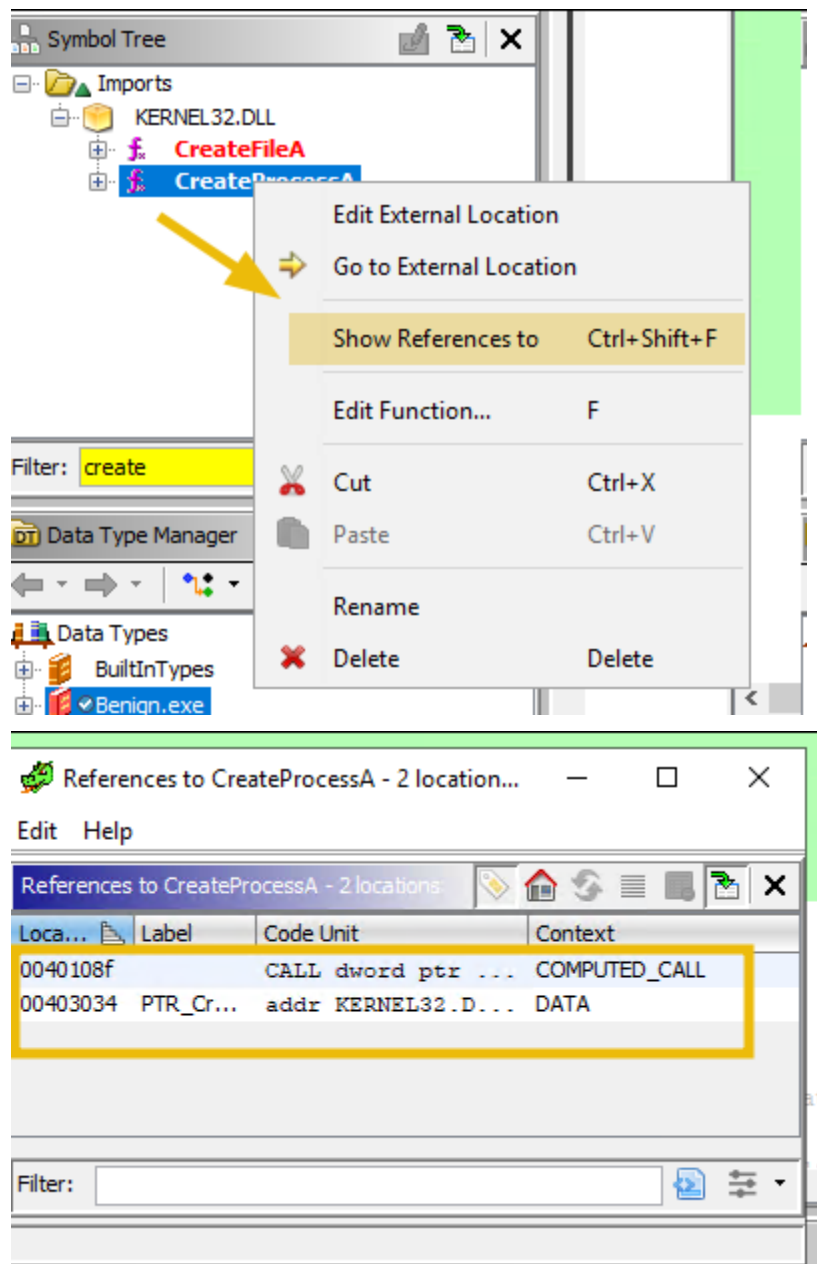 Symbol Tree
Imports
KERNEL32.DLL
CreateFileA
CreateProcessA
Edit External Location
Go to External Location
Show References to Ctrl+Shift+F
Edit Function... F
Filter: create
Cut Ctrl+X
DT Data Type Manager
Paste Ctrl+V
Rename
Data Types
Delete Delete
BuiltInTypes
Benign.exe
References to CreateProcessA - 2 location...
Edit Help
References to CreateProcessA - 2 locations
Loca... Label Code Unit Context
0040108f CALL dword ptr ... COMPUTED_CALL
00403034 PTR_Cr... addr KERNEL32.D... DATA
Filter: